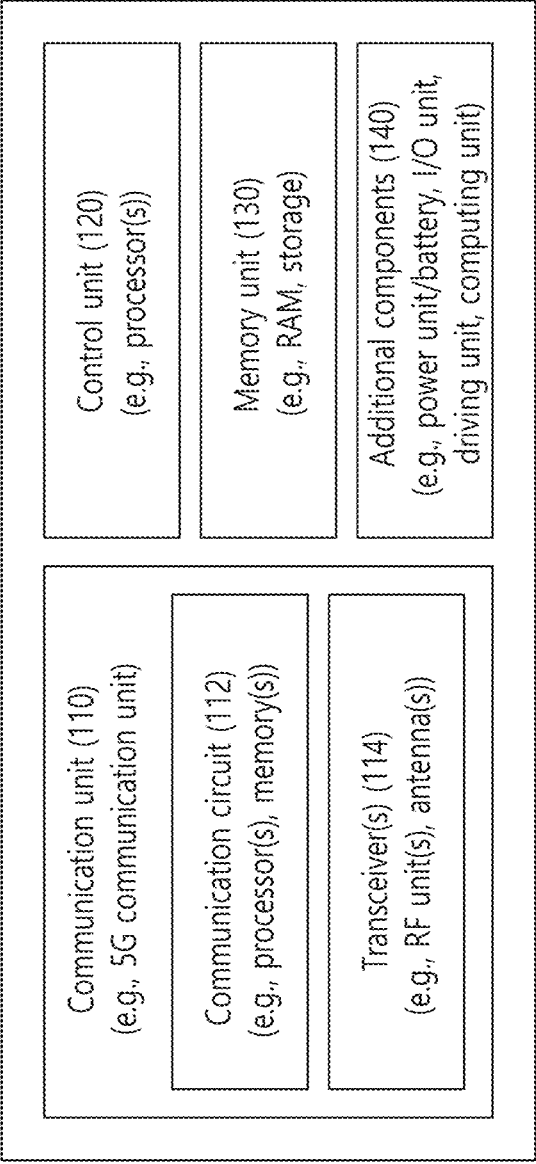 Communication unit (110)
(e.g., 5G communication unit)
Communication circuit (112)
(e.g., processor(s), memory(s))
Transceiver(s) (114)
(e.g., RF unit(s), antenna(s))
Control unit (120)
(e.g., processor(s))
Memory unit (130)
(e.g., RAM, storage)
Additional components (140)
(e.g., power unit/battery, I/O unit,
driving unit, computing unit)